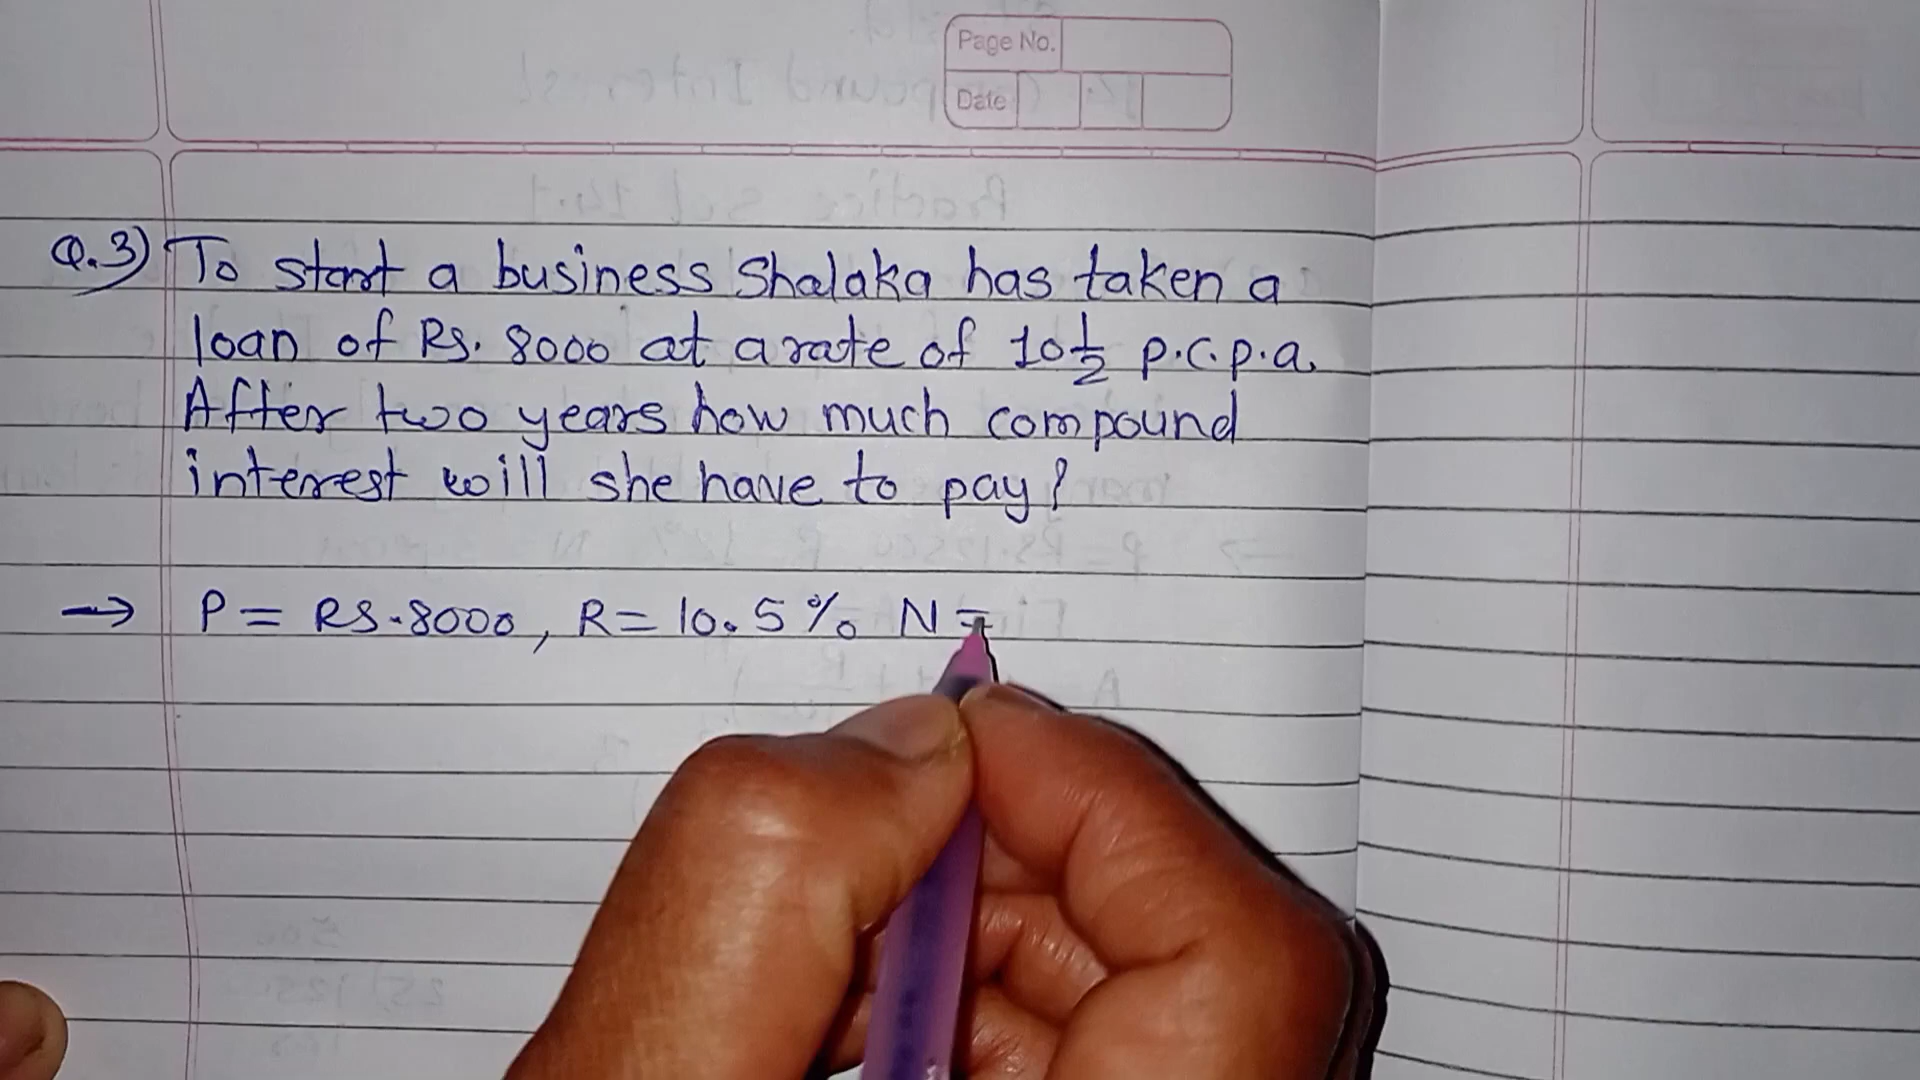 Page No.
Date
Q.3) To start a business Shalaka has taken a
loan of Rs. 8000 at a rate of 10½ p.c.p.a.
After two years how much compound
interest will she have to pay?
→ P = RS.8000, R = 10.5% N =